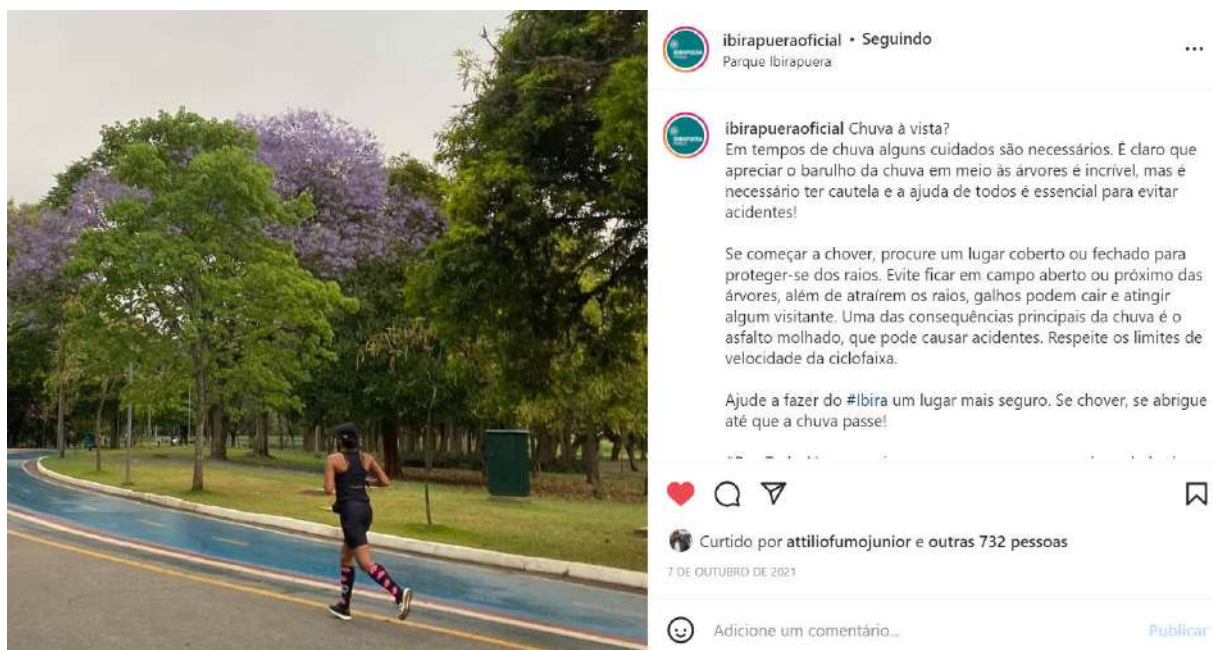 ibirapueraoficial • Seguindo
Parque Ibirapuera
ibirapueraoficial Chuva à vista?
Em tempos de chuva alguns cuidados são necessários. É claro que
apreciar o barulho da chuva em meio às árvores é incrível, mas é
necessário ter cautela e a ajuda de todos é essencial para evitar
acidentes!
Se começar a chover, procure um lugar coberto ou fechado para
proteger-se dos raios. Evite ficar em campo aberto ou próximo das
árvores, além de atraírem os raios, galhos podem cair e atingir
algum visitante. Uma das consequências principais da chuva é o
asfalto molhado, que pode causar acidentes. Respeite os limites de
velocidade da ciclofaixa.
Ajude a fazer do #Ibira um lugar mais seguro. Se chover, se abrigue
até que a chuva passe!
Curtido por attiliofumojunior e outras 732 pessoas
7 DE OUTUBRO DE 2021
Adicione um comentário...
Publicar